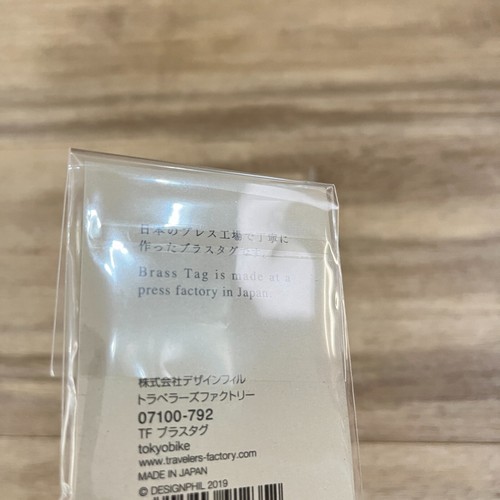 日本のプレス工場で丁寧に
作ったブラスタグです。
Brass Tag is made at a
press factory in Japan.
株式会社デザインフィル
トラベラーズファクトリー
07100-792
TF ブラスタグ
tokyobike
www.travelers-factory.com
MADE IN JAPAN
© DESIGNPHIL 2019